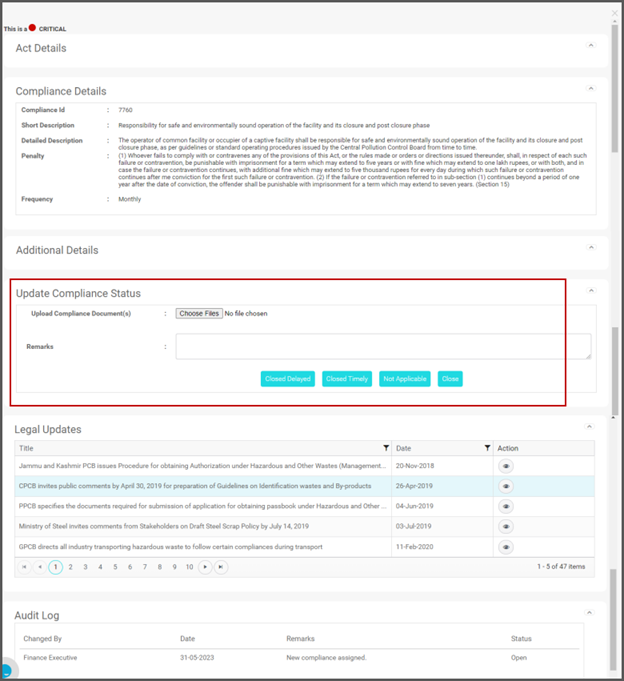 This is a CRITICAL
Act Details
Compliance Details
Compliance Id : 7760
Short Description : Responsibility for safe and environmentally sound operation of the facility and its closure and post closure phase
Detailed Description : The operator of common facility or occupier of a captive facility shall be responsible for safe and environmentally sound operation of the facility and its closure and post
closure phase, as per guidelines or standard operating procedures issued by the Central Pollution Control Board from time to time.
Penalty : (1) Whoever fails to comply with or contravenes any of the provisions of this Act, or the rules made or orders or directions issued thereunder, shall, in respect of each such
failure or contravention, be punishable with imprisonment for a term which may extend to five years or with fine which may extend to one lakh rupees, or with both, and in
case the failure or contravention continues, with additional fine which may extend to five thousand rupees for every day during which such failure or contravention
continues after me conviction for the first such failure or contravention. (2) If the failure or contravention referred to in sub-section (1) continues beyond a period of one
year after the date of conviction, the offender shall be punishable with imprisonment for a term which may extend to seven years. (Section 15)
Frequency : Monthly
Additional Details
Update Compliance Status
Upload Compliance Document(s) : Choose Files No file chosen
Remarks :
Closed Delayed Closed Timely Not Applicable Close
Legal Updates
Title Date Action
Jammu and Kashmir PCB issues Procedure for obtaining Authorization under Hazardous and Other Wastes (Management... 20-Nov-2018
CPCB invites public comments by April 30, 2019 for preparation of Guidelines on Identification wastes and By-products 26-Apr-2019
PPCB specifies the documents required for submission of application for obtaining passbook under Hazardous and Other ... 04-Jun-2019
Ministry of Steel invites comments from Stakeholders on Draft Steel Scrap Policy by July 14, 2019 03-Jul-2019
GPCB directs all industry transporting hazardous waste to follow certain compliances during transport 11-Feb-2020
1 2 3 4 5 6 7 8 9 10 1 - 5 of 47 items
Audit Log
Changed By Date Remarks Status
Finance Executive 31-05-2023 New compliance assigned. Open